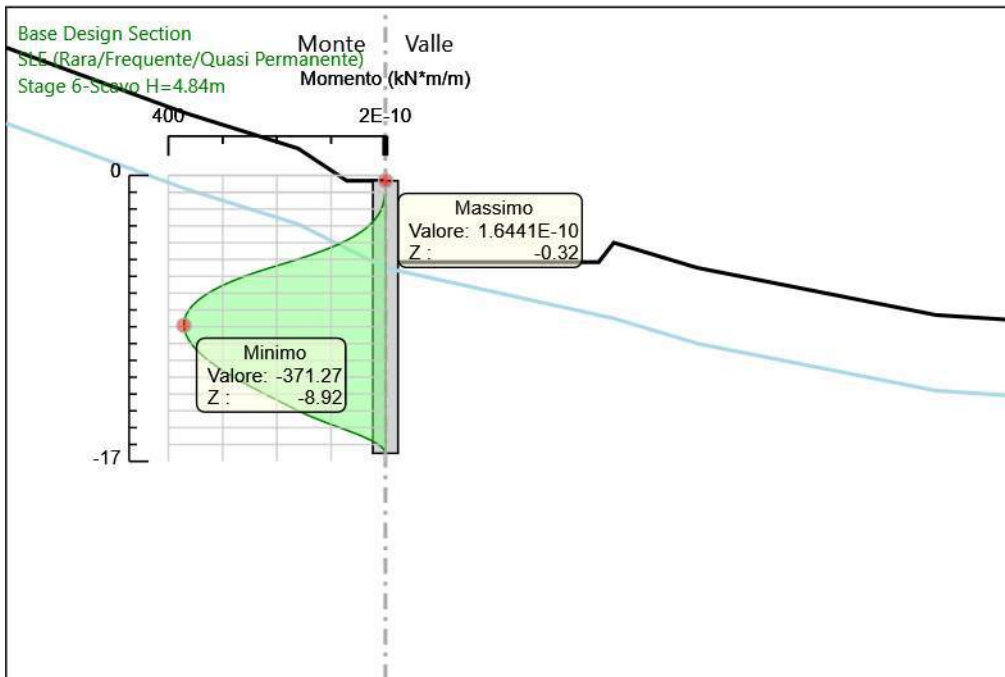 Base Design Section
SLE (Rara/Frequente/Quasi Permanente)
Stage 6-Scavo H=4.84m
Monte Valle
Momento (kN*m/m)
400 2E-10
0
Massimo
Valore: 1.6441E-10
Z : -0.32
Minimo
Valore: -371.27
Z : -8.92
-17